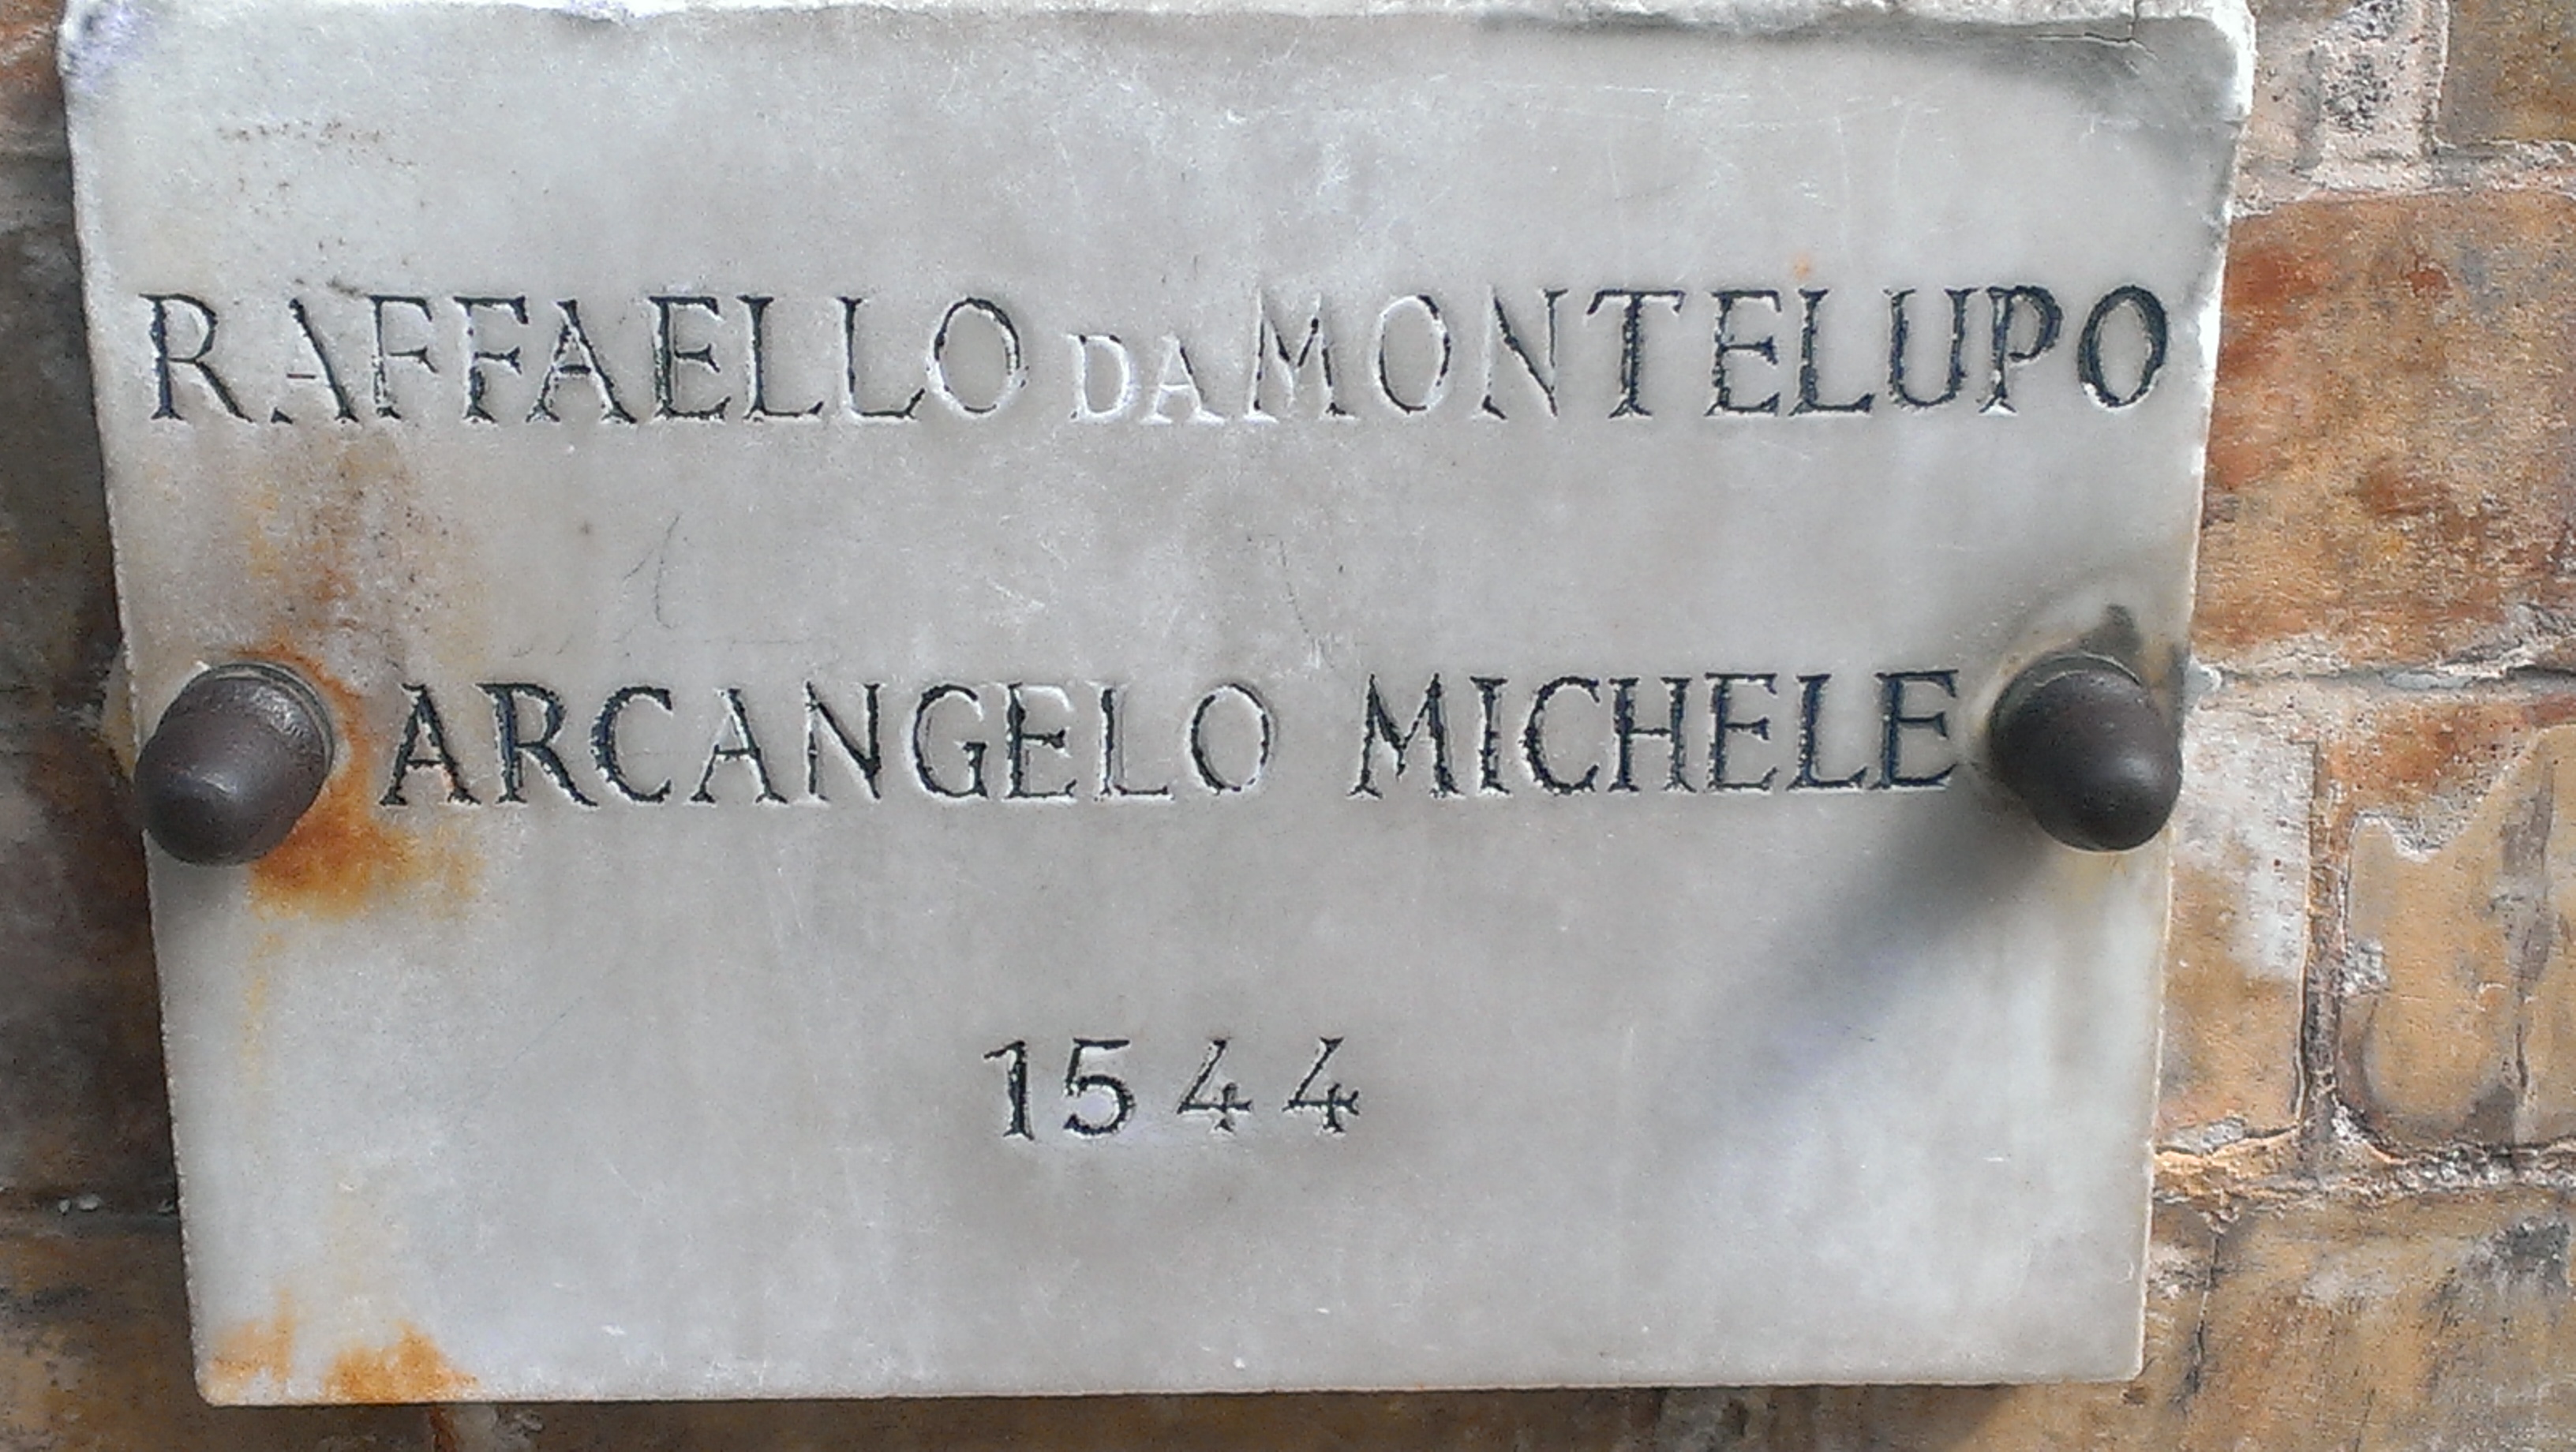 RAFFAELLO DA MONTELUPO
ARCANGELO MICHELE
1544